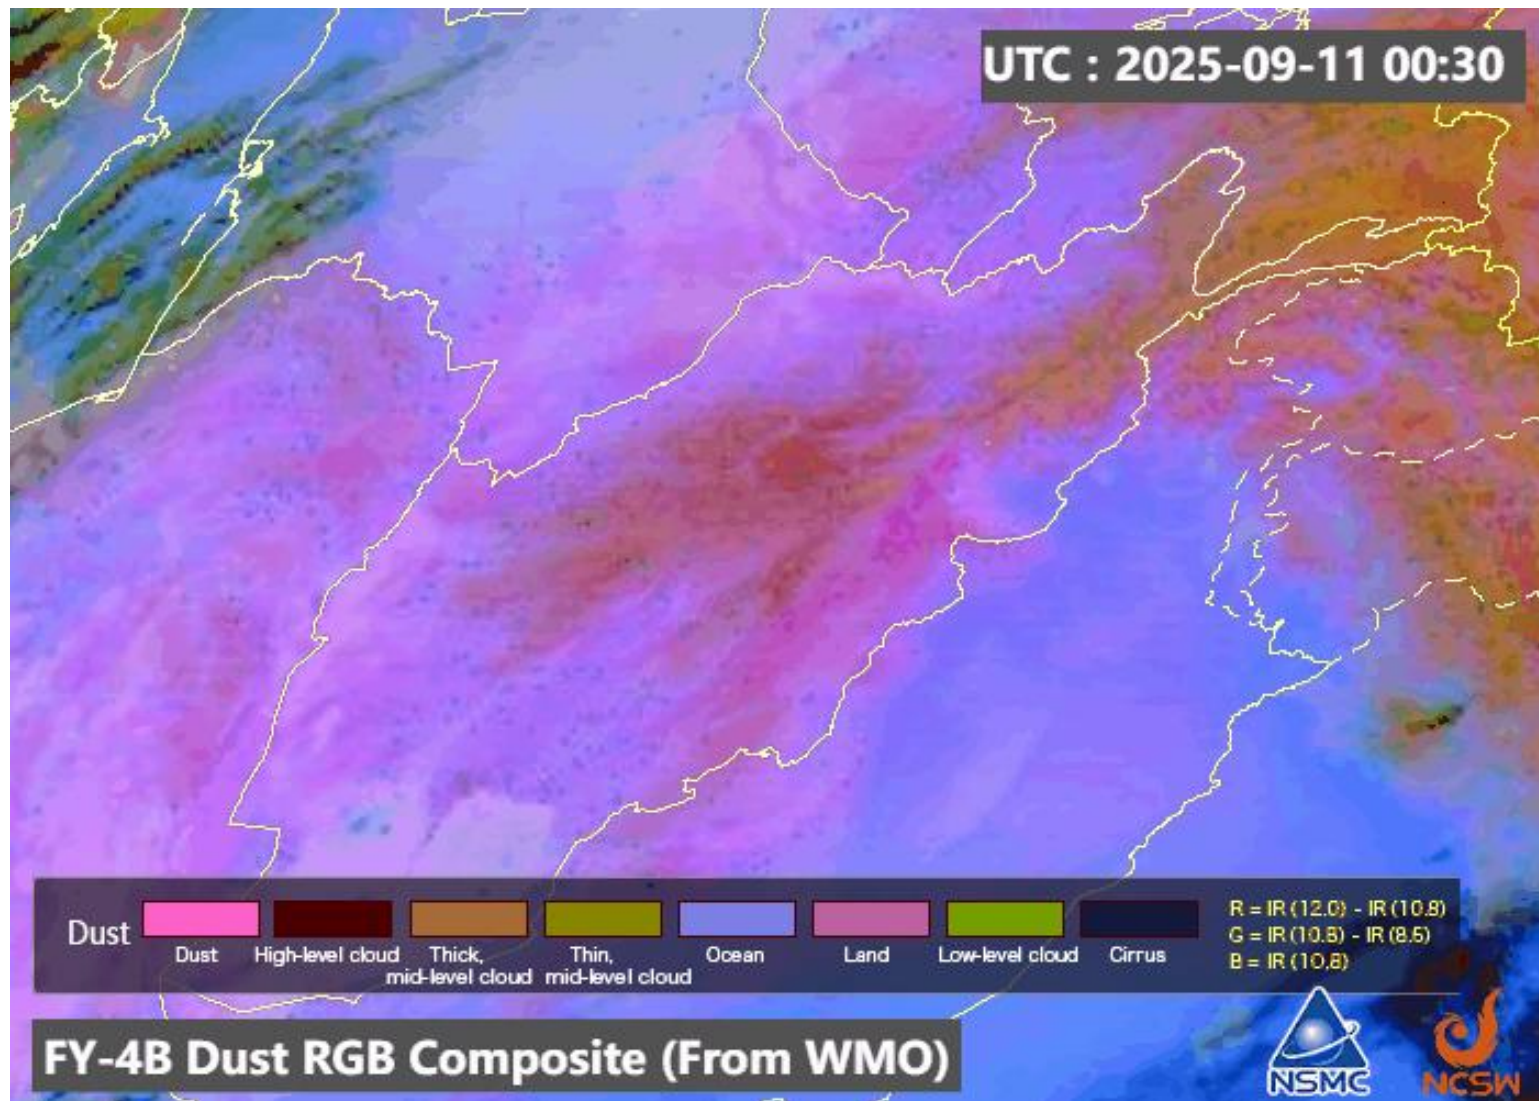 UTC : 2025-09-11 00:30
Dust
Dust
High-level cloud
Thick,
mid-level cloud
Thin,
mid-level cloud
Ocean
Land
Low-level cloud
Cirrus
R = IR (12.0) - IR (10.8)
G = IR (10.8) - IR (8.5)
B = IR (10.8)
FY-4B Dust RGB Composite (From WMO)
NSMC
NCSW